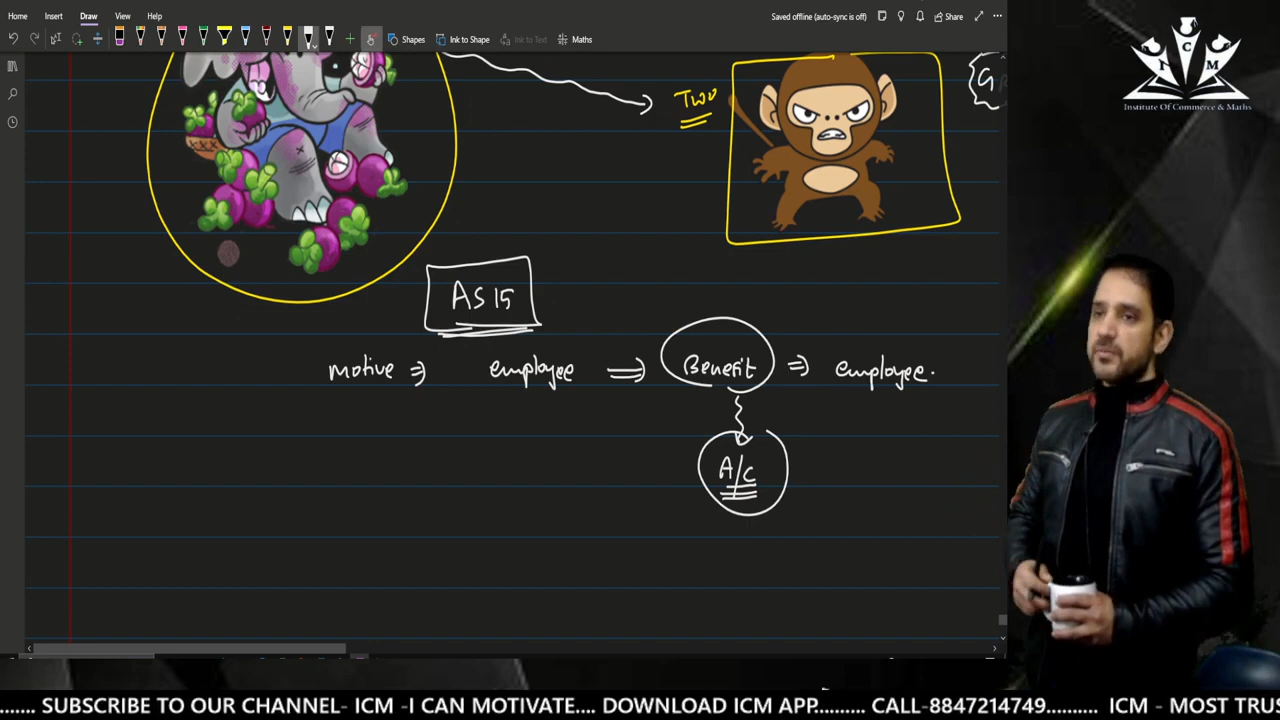 Home Insert Draw View Help
Saved offline (auto-sync is off) Share
Shapes Ink to Shape Ink to Text Maths
I C M
Institute Of Commerce & Maths
Two
AS 15
motive ⇒ employee ⇒ Benefit ⇒ employee.
A/c
....... SUBSCRIBE TO OUR CHANNEL- ICM -I CAN MOTIVATE.... DOWNLOAD ICM APP......... CALL-8847214749.......... ICM - MOST TRUS